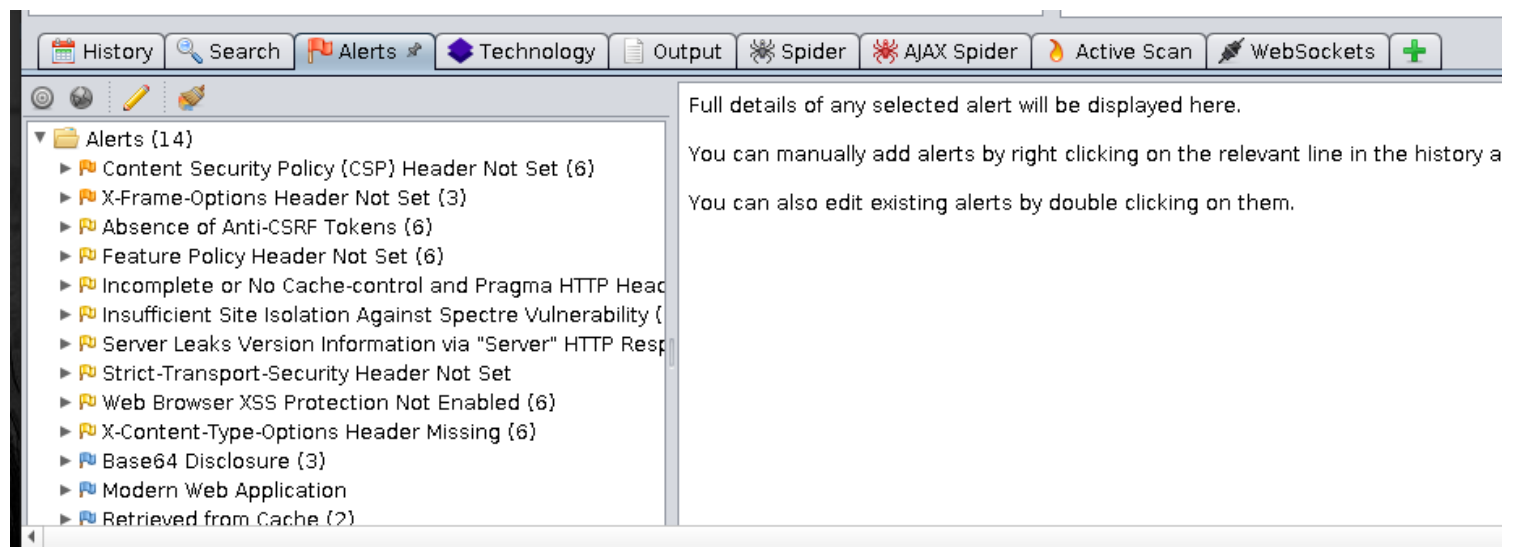 History Search Alerts Technology Output Spider AJAX Spider Active Scan WebSockets
Full details of any selected alert will be displayed here.
You can manually add alerts by right clicking on the relevant line in the history a
You can also edit existing alerts by double clicking on them.
Alerts (14)
Content Security Policy (CSP) Header Not Set (6)
X-Frame-Options Header Not Set (3)
Absence of Anti-CSRF Tokens (6)
Feature Policy Header Not Set (6)
Incomplete or No Cache-control and Pragma HTTP Head
Insufficient Site Isolation Against Spectre Vulnerability (
Server Leaks Version Information via "Server" HTTP Resp
Strict-Transport-Security Header Not Set
Web Browser XSS Protection Not Enabled (6)
X-Content-Type-Options Header Missing (6)
Base64 Disclosure (3)
Modern Web Application
Retrieved from Cache (2)